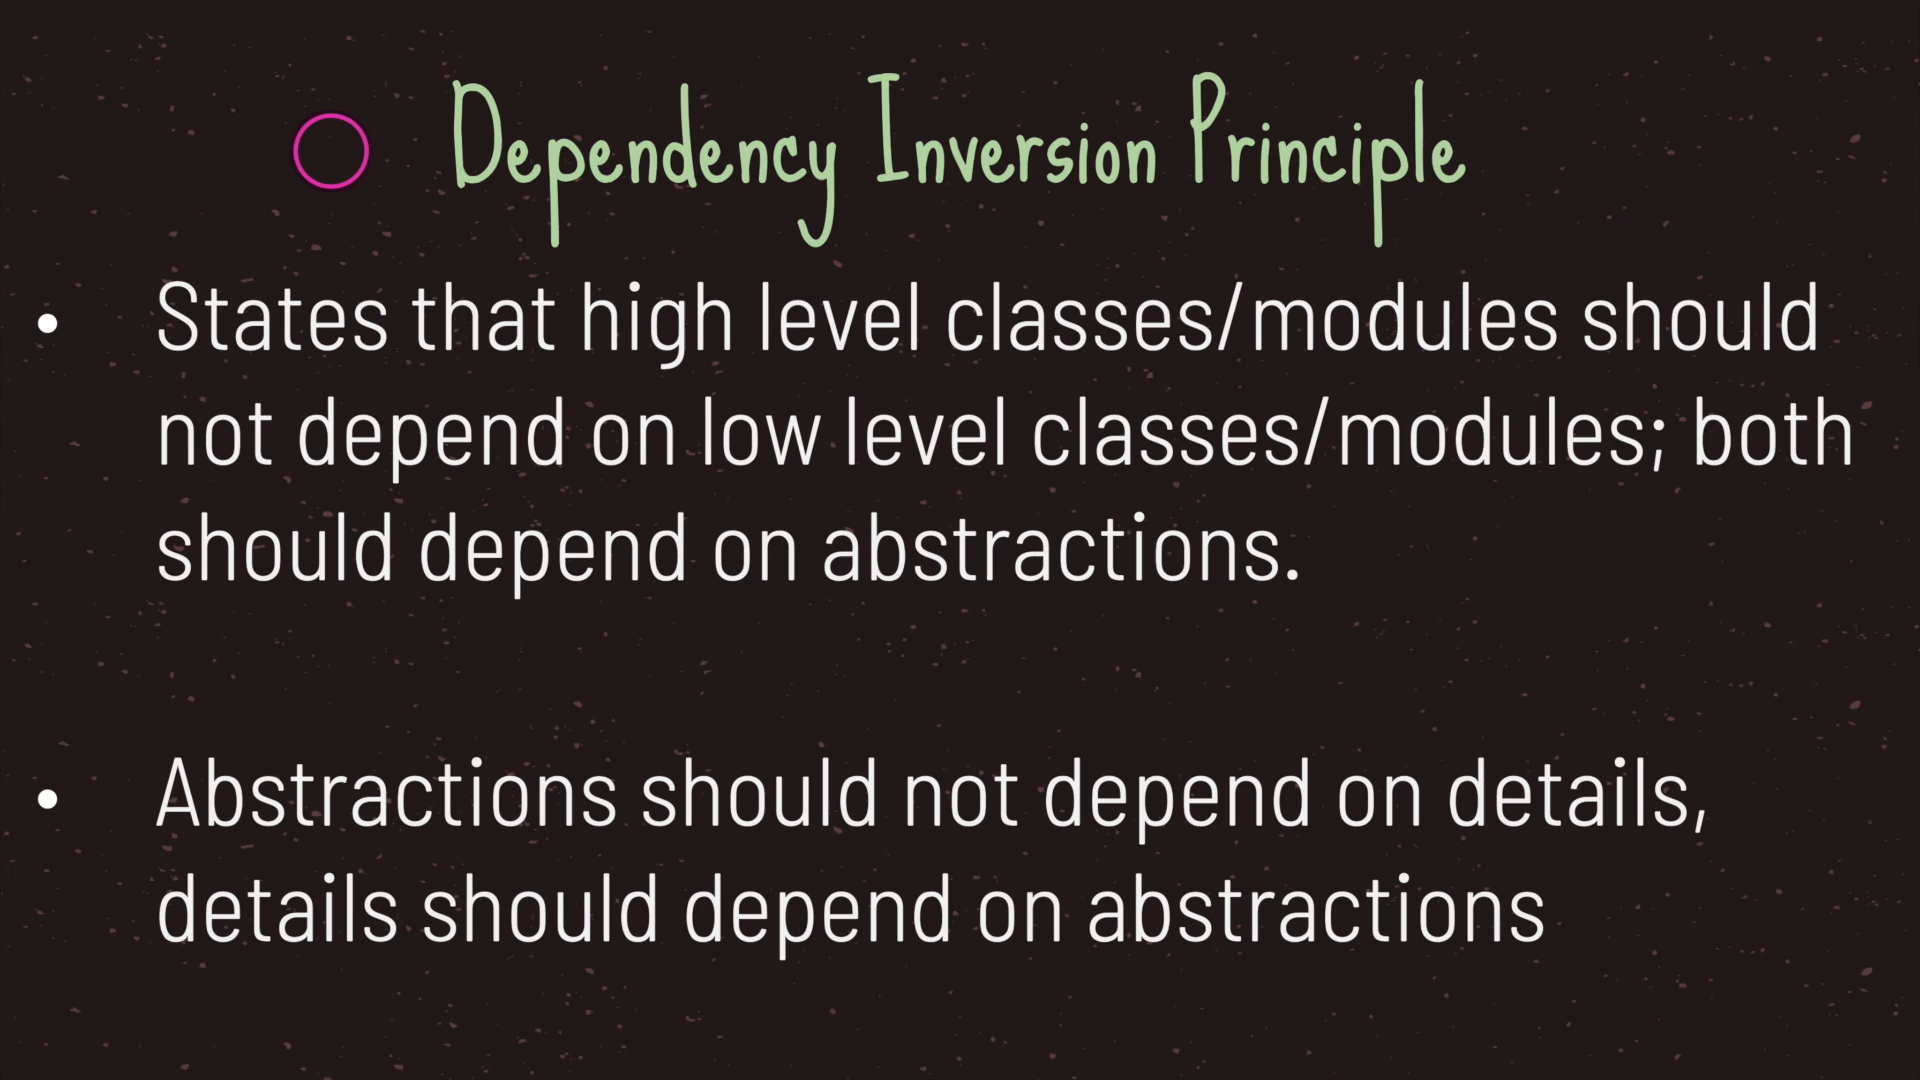 Dependency Inversion Principle
• States that high level classes/modules should
not depend on low level classes/modules; both
should depend on abstractions.
• Abstractions should not depend on details,
details should depend on abstractions